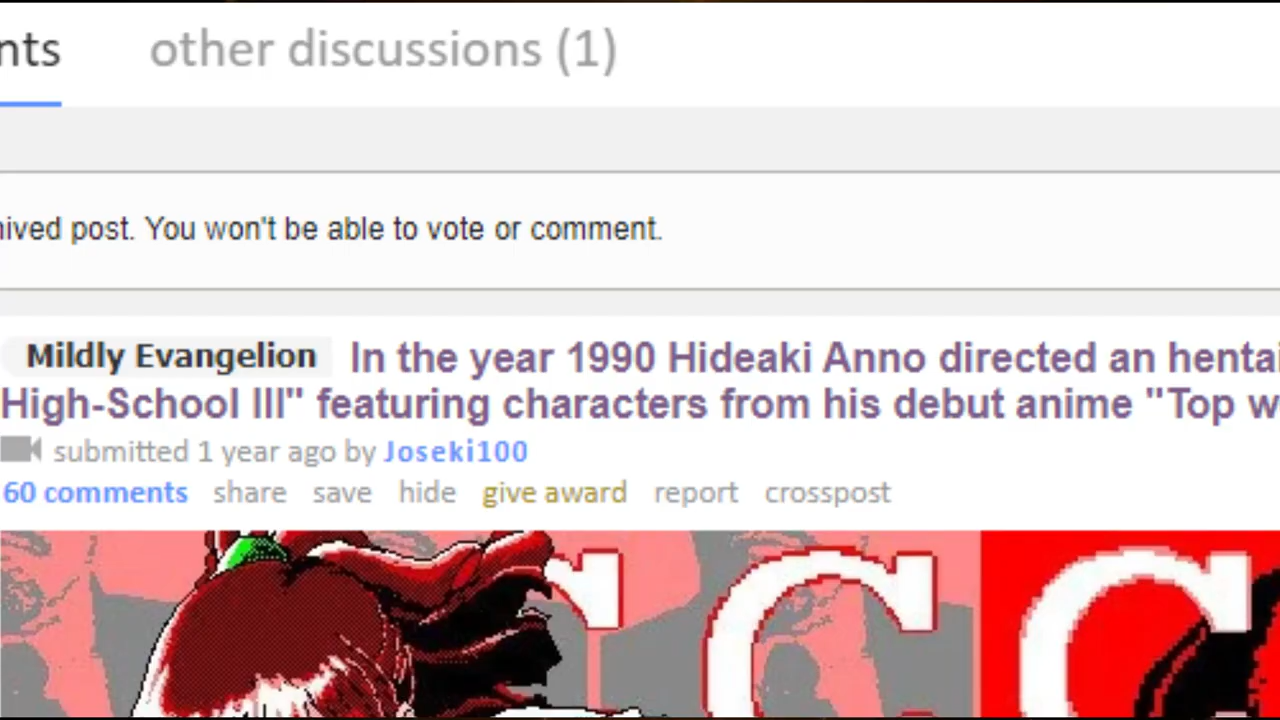 nts other discussions (1)
hived post. You won't be able to vote or comment.
Mildly Evangelion In the year 1990 Hideaki Anno directed an hentai
High-School III" featuring characters from his debut anime "Top w
submitted 1 year ago by Joseki100
60 comments share save hide give award report crosspost
C C C